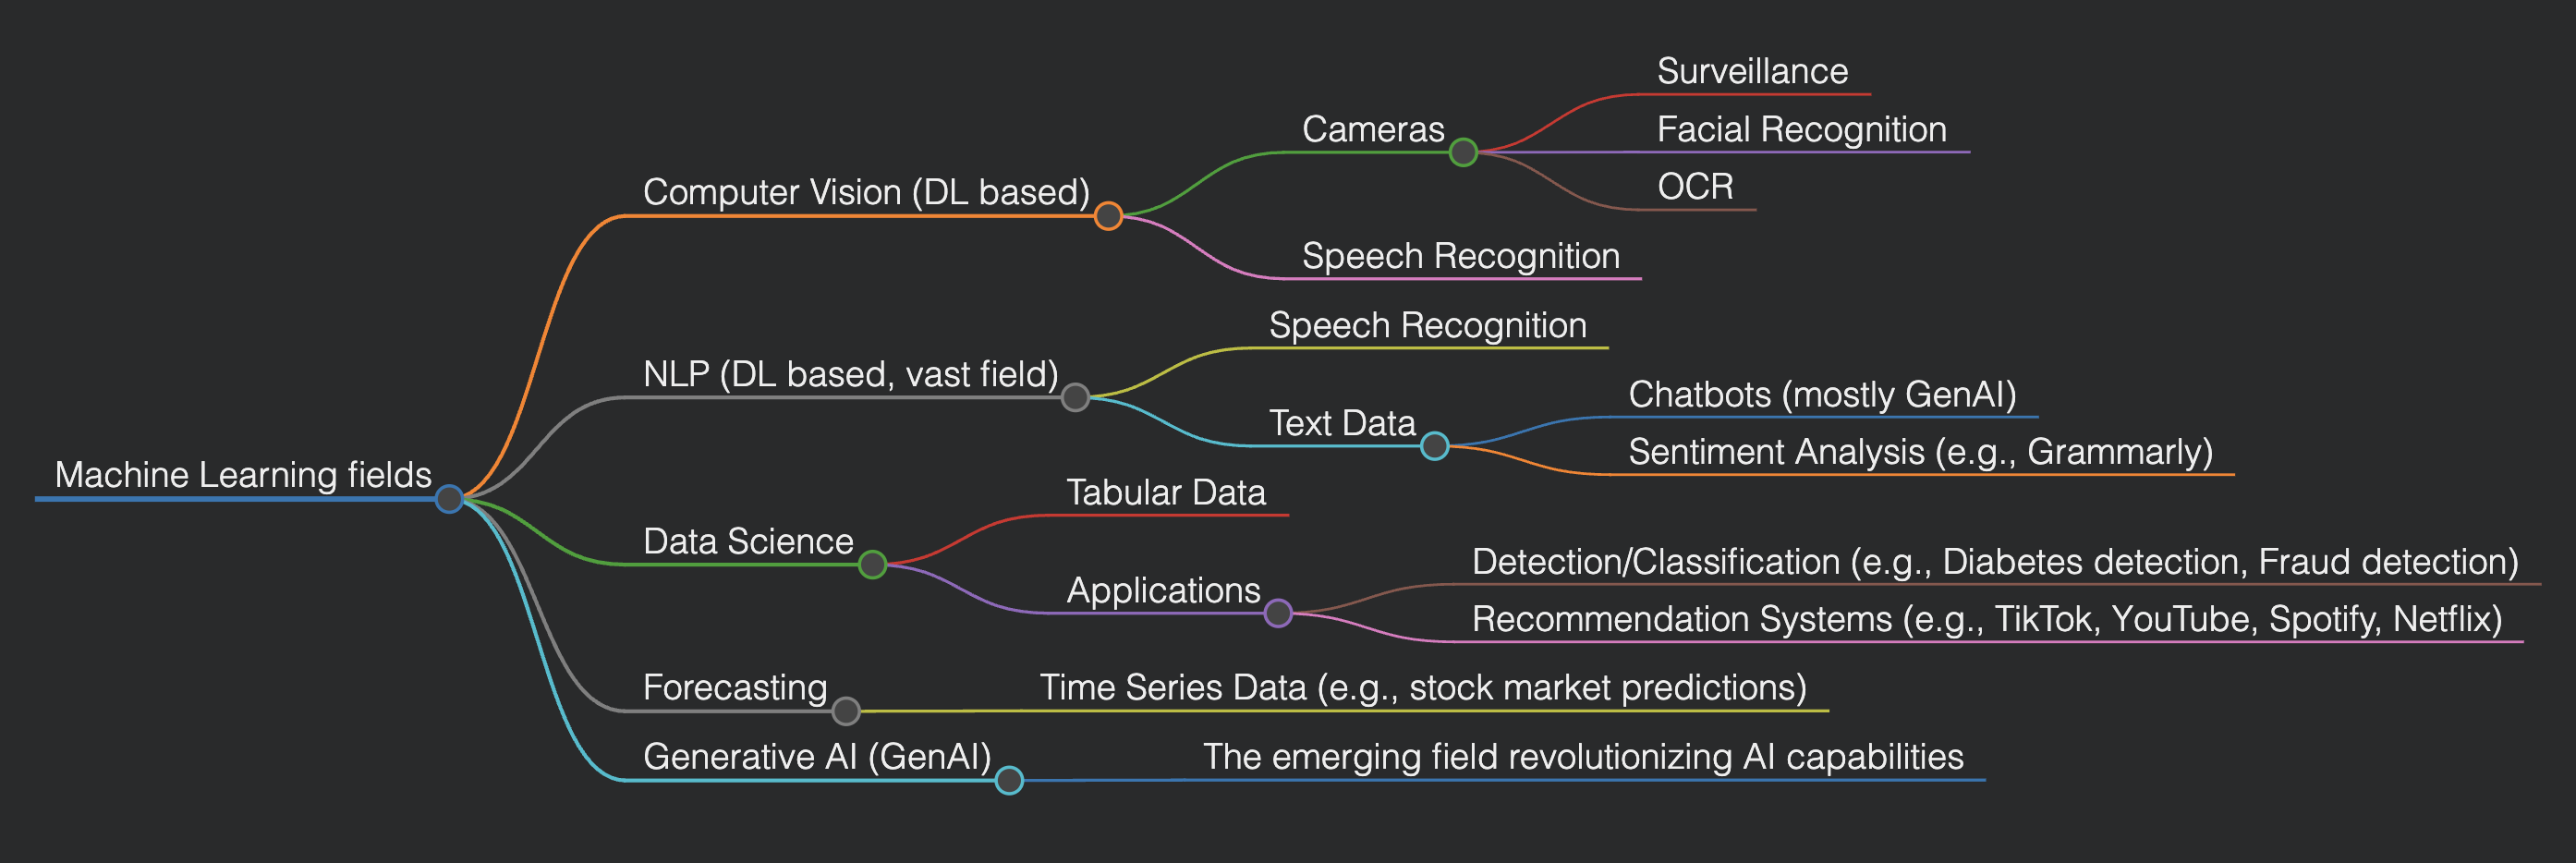 Machine Learning fields
Computer Vision (DL based)
Cameras
Surveillance
Facial Recognition
OCR
Speech Recognition
NLP (DL based, vast field)
Speech Recognition
Text Data
Chatbots (mostly GenAI)
Sentiment Analysis (e.g., Grammarly)
Data Science
Tabular Data
Applications
Detection/Classification (e.g., Diabetes detection, Fraud detection)
Recommendation Systems (e.g., TikTok, YouTube, Spotify, Netflix)
Forecasting
Time Series Data (e.g., stock market predictions)
Generative AI (GenAI)
The emerging field revolutionizing AI capabilities